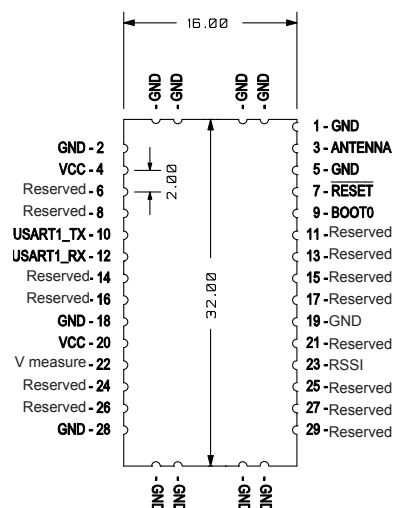 16.00
GND - GND - GND - GND -
1 - GND
GND - 2
3 - ANTENNA
VCC - 4
5 - GND
Reserved - 6
7 - RESET
2.00
Reserved - 8
9 - BOOT0
USART1_TX - 10
11 - Reserved
USART1_RX - 12
13 - Reserved
Reserved - 14
15 - Reserved
Reserved - 16
17 - Reserved
32.00
GND - 18
19 - GND
VCC - 20
21 - Reserved
V measure - 22
23 - RSSI
Reserved - 24
25 - Reserved
Reserved - 26
27 - Reserved
GND - 28
29 - Reserved
GND - GND - GND - GND -